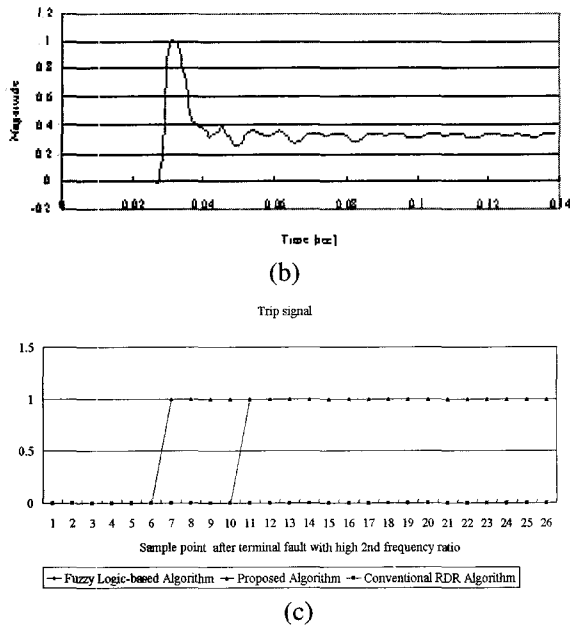 1.2
1
0.8
0.6
0.4
0.2
0
-0.2
Magnitude
0 0.02 0.04 0.06 0.08 0.1 0.12 0.14
Time [sec]
(b)
Trip signal
1.5
1
0.5
0
1 2 3 4 5 6 7 8 9 10 11 12 13 14 15 16 17 18 19 20 21 22 23 24 25 26
Sample point after terminal fault with high 2nd frequency ratio
Fuzzy Logic-based Algorithm Proposed Algorithm Conventional RDR Algorithm
(c)